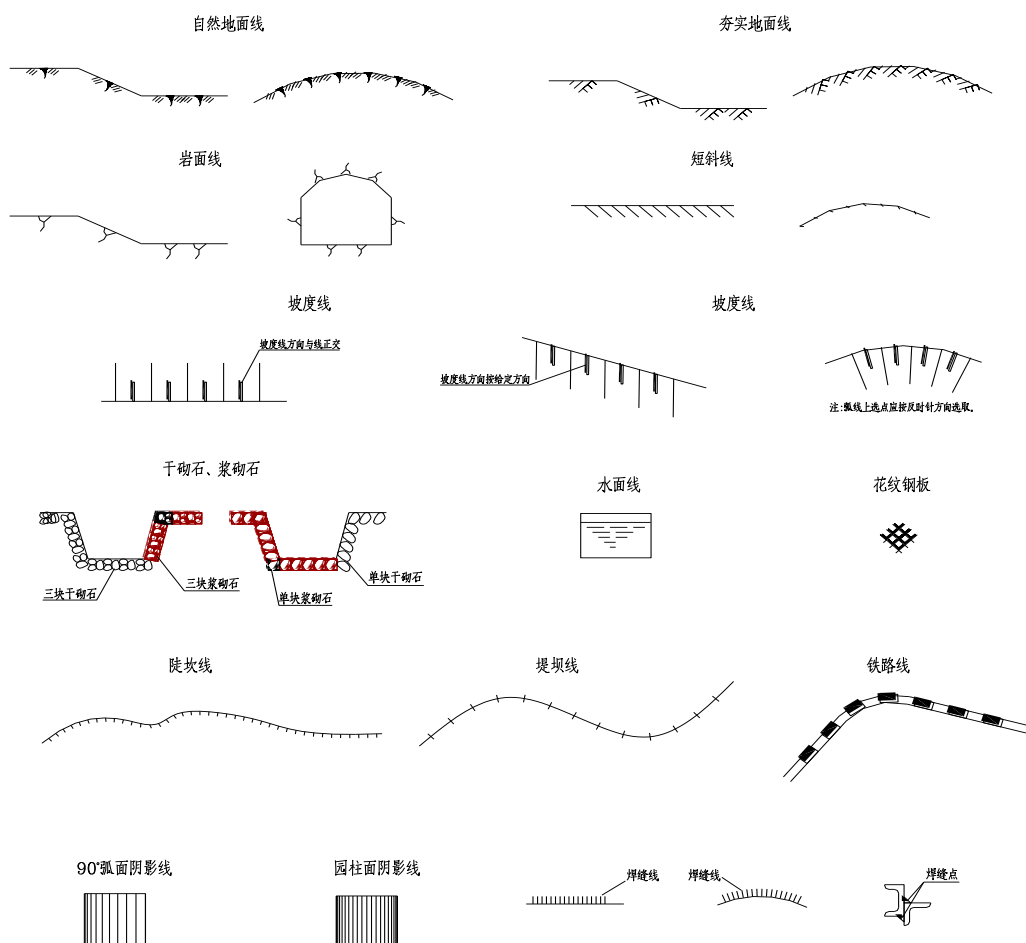 自然地面线
夯实地面线
岩面线
短斜线
坡度线
坡度线
坡度线方向与线正交
坡度线方向按给定方向
注:瓢线上选点应按反时针方向选取。
干砌石、浆砌石
水面线
花纹钢板
三块干砌石
三块浆砌石
单块浆砌石
单块干砌石
陡坎线
堤坝线
铁路线
90°弧面阴影线
园柱面阴影线
焊缝线
焊缝线
焊缝点